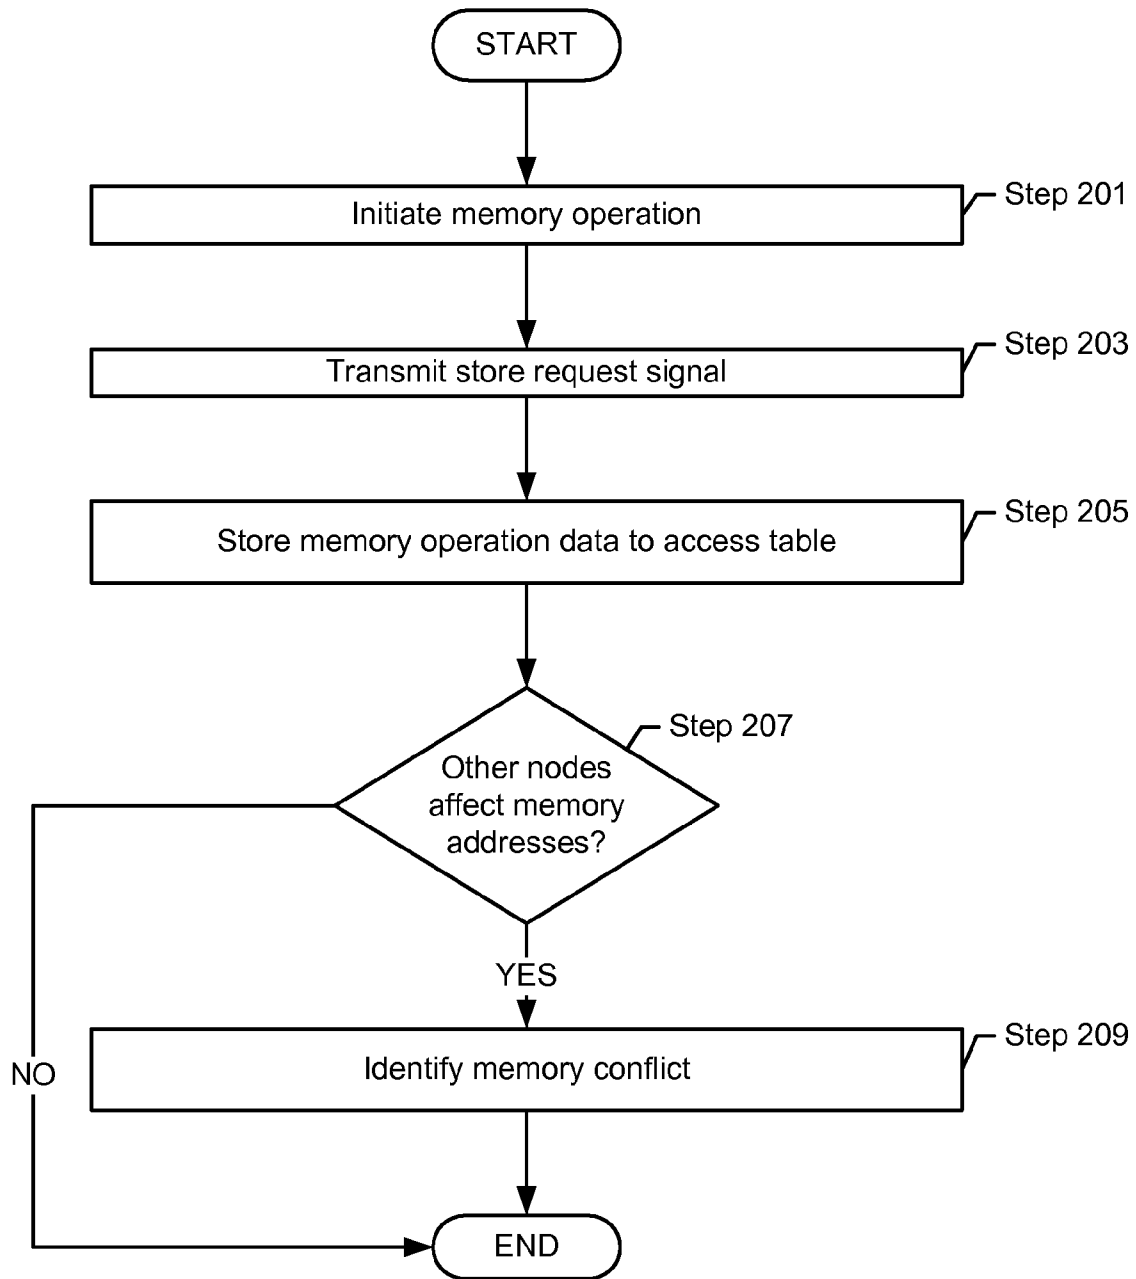 START
Step 201
Initiate memory operation
Step 203
Transmit store request signal
Step 205
Store memory operation data to access table
Step 207
Other nodes
affect memory
addresses?
YES
Step 209
Identify memory conflict
NO
END